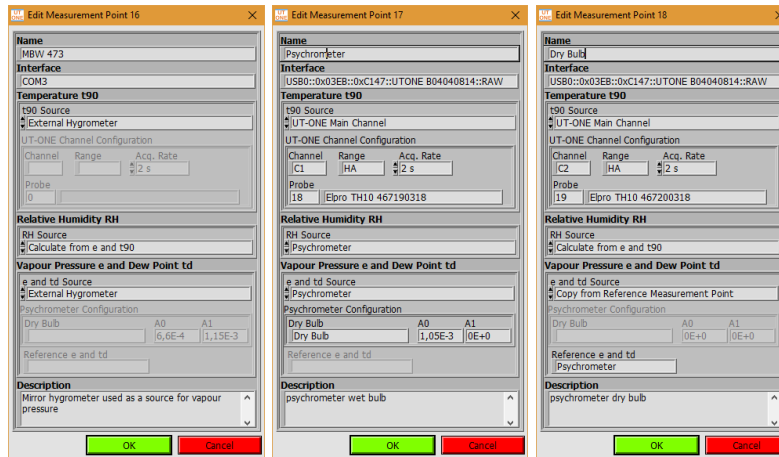 UT-ONE Edit Measurement Point 16
Name
MBW 473
Interface
COM3
Temperature t90
t90 Source
External Hygrometer
UT-ONE Channel Configuration
Channel Range Acq. Rate
2 s
Probe
0
Relative Humidity RH
RH Source
Calculate from e and t90
Vapour Pressure e and Dew Point td
e and td Source
External Hygrometer
Psychrometer Configuration
Dry Bulb A0 A1
6,6E-4 1,15E-3
Reference e and td
Description
Mirror hygrometer used as a source for vapour
pressure
OK Cancel
UT-ONE Edit Measurement Point 17
Name
Psychrometer
Interface
USB0::0x03EB::0xC147::UTONE B04040814::RAW
Temperature t90
t90 Source
UT-ONE Main Channel
UT-ONE Channel Configuration
Channel Range Acq. Rate
C1 HA 2 s
Probe
18 Elpro TH10 467190318
Relative Humidity RH
RH Source
Psychrometer
Vapour Pressure e and Dew Point td
e and td Source
Psychrometer
Psychrometer Configuration
Dry Bulb A0 A1
Dry Bulb 1,05E-3 0E+0
Reference e and td
Description
psychrometer wet bulb
OK Cancel
UT-ONE Edit Measurement Point 18
Name
Dry Bulb
Interface
USB0::0x03EB::0xC147::UTONE B04040814::RAW
Temperature t90
t90 Source
UT-ONE Main Channel
UT-ONE Channel Configuration
Channel Range Acq. Rate
C2 HA 2 s
Probe
19 Elpro TH10 467200318
Relative Humidity RH
RH Source
Calculate from e and t90
Vapour Pressure e and Dew Point td
e and td Source
Copy from Reference Measurement Point
Psychrometer Configuration
Dry Bulb A0 A1
0E+0 0E+0
Reference e and td
Psychrometer
Description
psychrometer dry bulb
OK Cancel